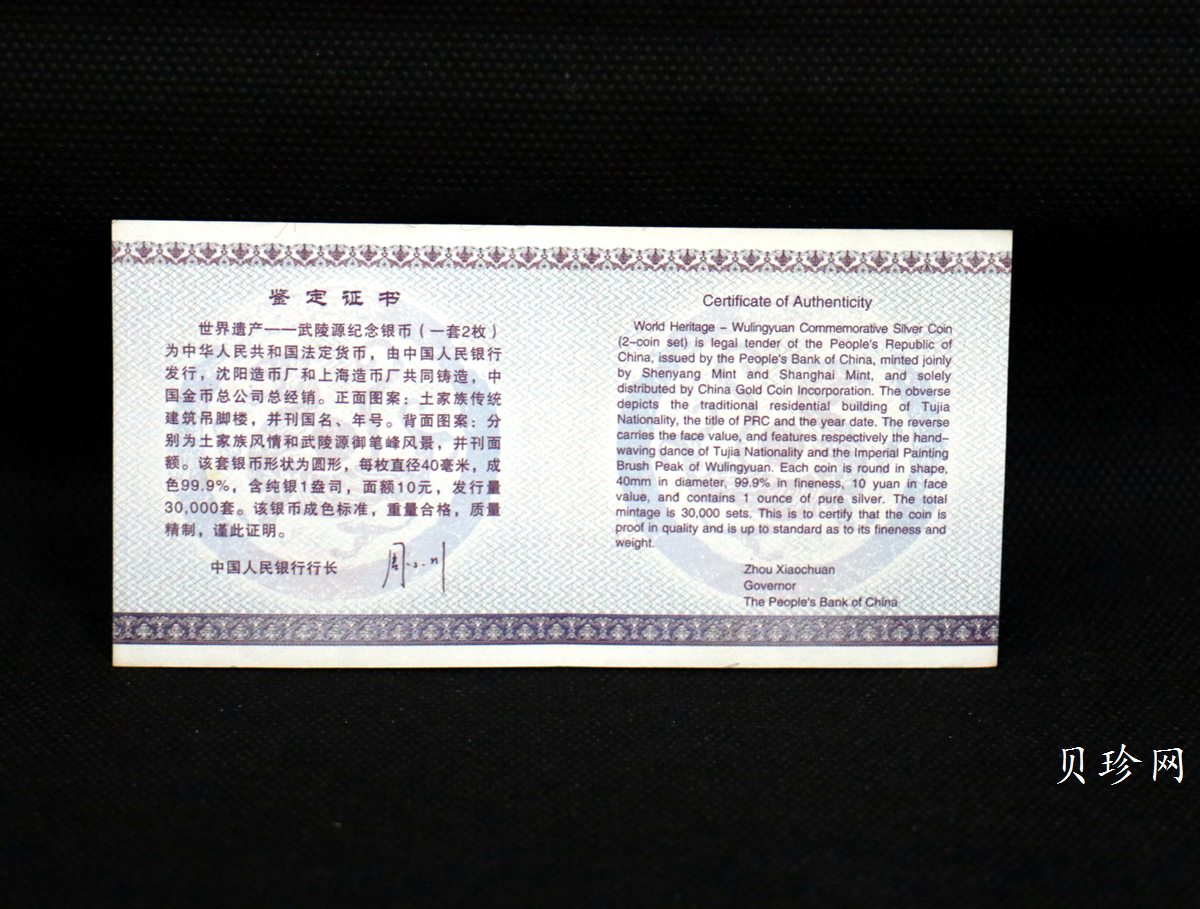 鉴定证书
世界遗产——武陵源纪念银币（一套2枚）
为中华人民共和国法定货币，由中国人民银行
发行，沈阳造币厂和上海造币厂共同铸造，中
国金币总公司总经销。正面图案：土家族传统
建筑吊脚楼，并刊国名、年号。背面图案：分
别为土家族风情和武陵源御笔峰风景，并刊面
额。该套银币形状为圆形，每枚直径40毫米，成
色99.9%，含纯银1盎司，面额10元，发行量
30,000套。该银币成色标准，重量合格，质量
精制，谨此证明。
中国人民银行行长
Certificate of Authenticity
World Heritage – Wulingyuan Commemorative Silver Coin
(2–coin set) is legal tender of the People's Republic of
China, issued by the People's Bank of China, minted joinly
by Shenyang Mint and Shanghai Mint, and solely
distributed by China Gold Coin Incorporation. The obverse
depicts the traditional residential building of Tujia
Nationality, the title of PRC and the year date. The reverse
carries the face value, and features respectively the hand–
waving dance of Tujia Nationality and the Imperial Painting
Brush Peak of Wulingyuan. Each coin is round in shape,
40mm in diameter, 99.9% in fineness, 10 yuan in face
value, and contains 1 ounce of pure silver. The total
mintage is 30,000 sets. This is to certify that the coin is
proof in quality and is up to standard as to its fineness and
weight.
Zhou Xiaochuan
Governor
The People's Bank of China
贝珍网